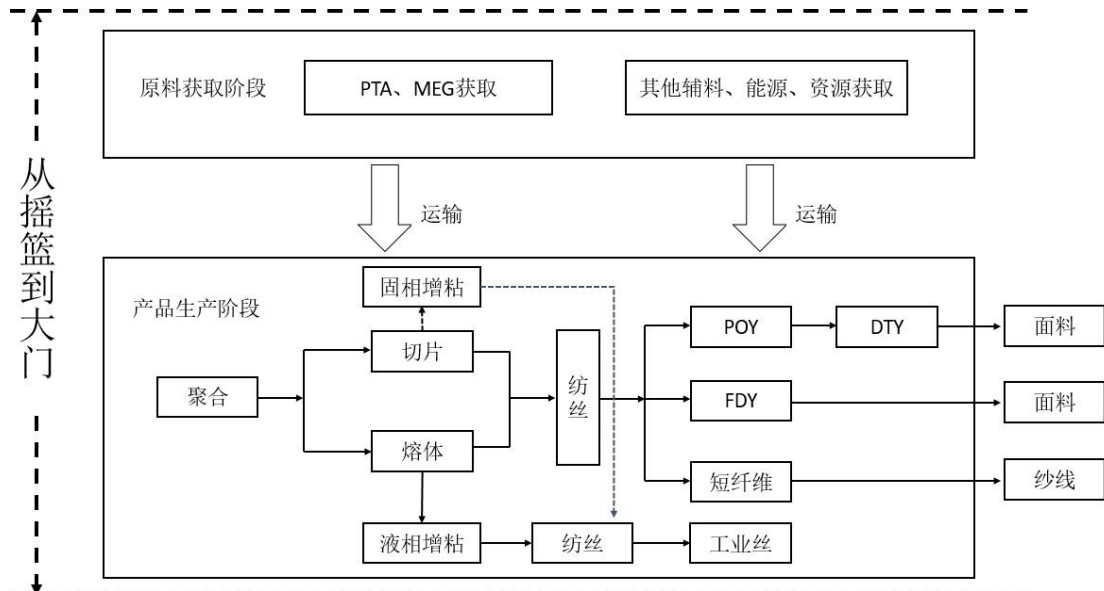 从摇篮到大门
原料获取阶段
PTA、MEG获取
其他辅料、能源、资源获取
运输
运输
产品生产阶段
固相增粘
切片
聚合
熔体
液相增粘
纺丝
纺丝
POY
DTY
面料
FDY
面料
短纤维
纱线
工业丝